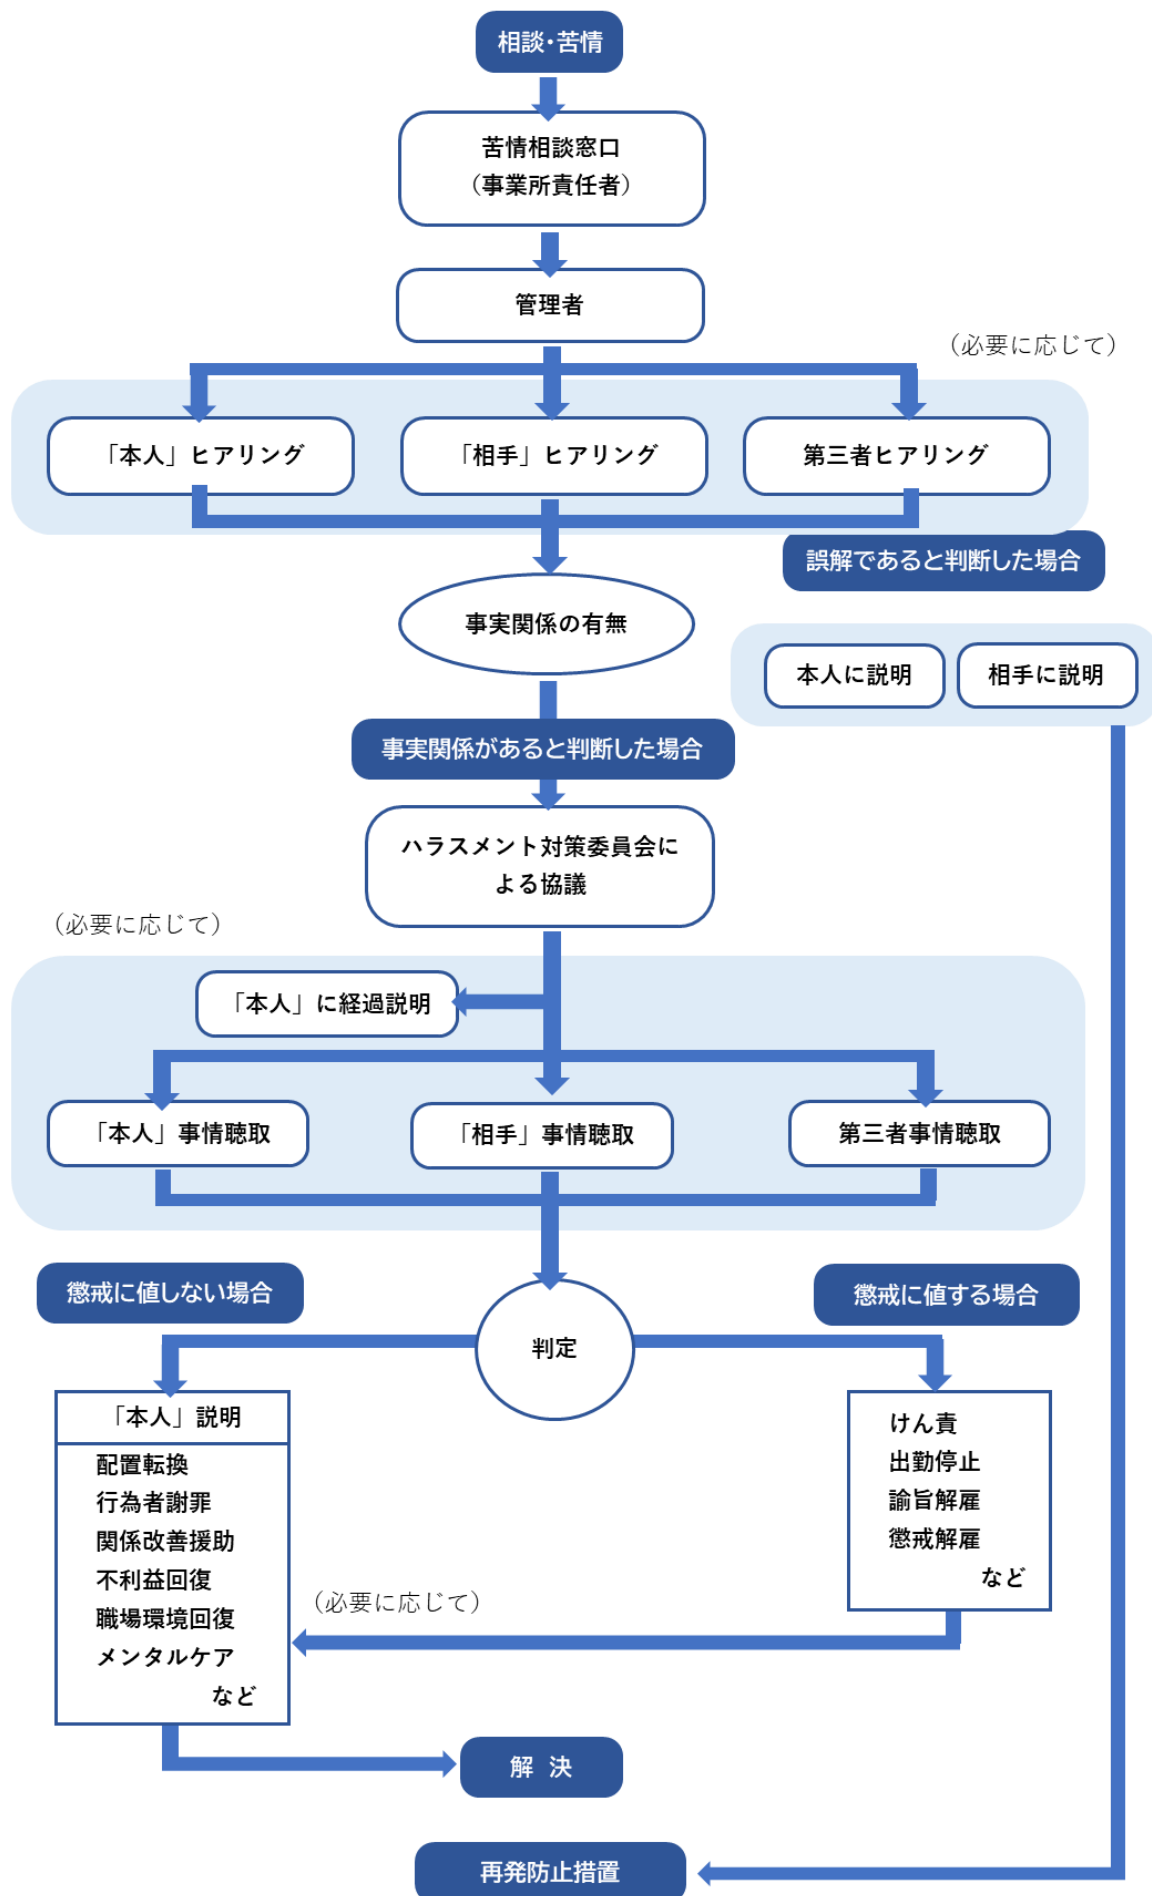 相談・苦情
苦情相談窓口
（事業所責任者）
管理者
（必要に応じて）
「本人」ヒアリング
「相手」ヒアリング
第三者ヒアリング
誤解であると判断した場合
事実関係の有無
本人に説明
相手に説明
事実関係があると判断した場合
ハラスメント対策委員会に
よる協議
（必要に応じて）
「本人」に経過説明
「本人」事情聴取
「相手」事情聴取
第三者事情聴取
懲戒に値しない場合
懲戒に値する場合
判定
「本人」説明
配置転換
行為者謝罪
関係改善援助
不利益回復
職場環境回復
メンタルケア
など
けん責
出勤停止
諭旨解雇
懲戒解雇
など
（必要に応じて）
解 決
再発防止措置